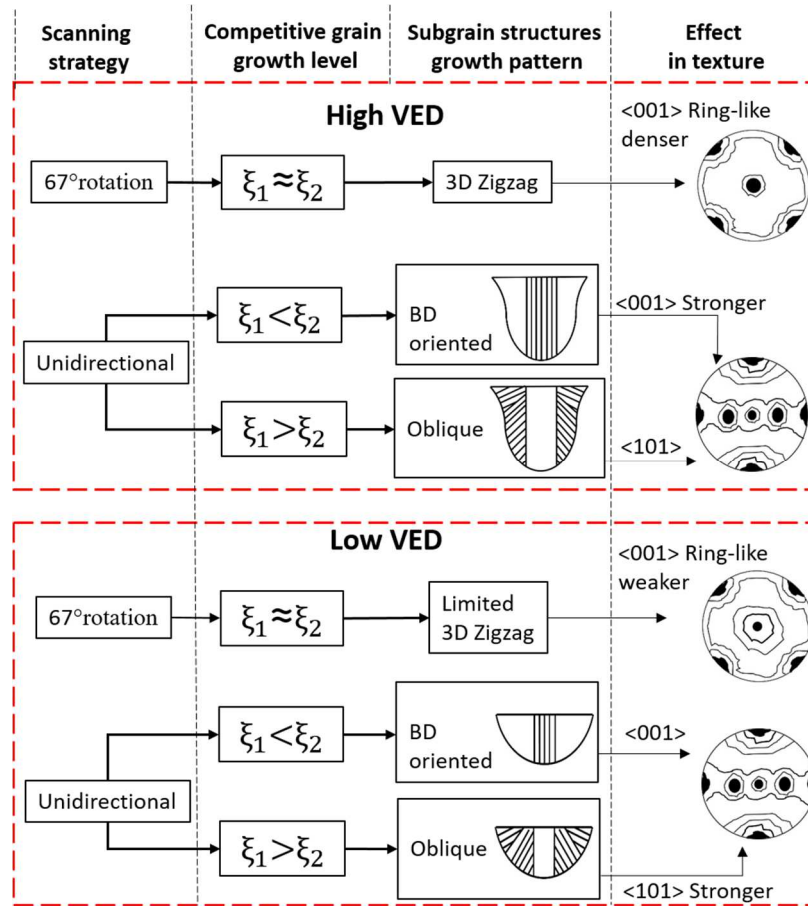 Scanning strategy
Competitive grain growth level
Subgrain structures growth pattern
Effect in texture
High VED
67°rotation
ξ₁≈ξ₂
3D Zigzag
<001> Ring-like
denser
Unidirectional
ξ₁<ξ₂
BD
oriented
<001> Stronger
ξ₁>ξ₂
Oblique
<101>
Low VED
67°rotation
ξ₁≈ξ₂
Limited
3D Zigzag
<001> Ring-like
weaker
Unidirectional
ξ₁<ξ₂
BD
oriented
<001>
ξ₁>ξ₂
Oblique
<101> Stronger